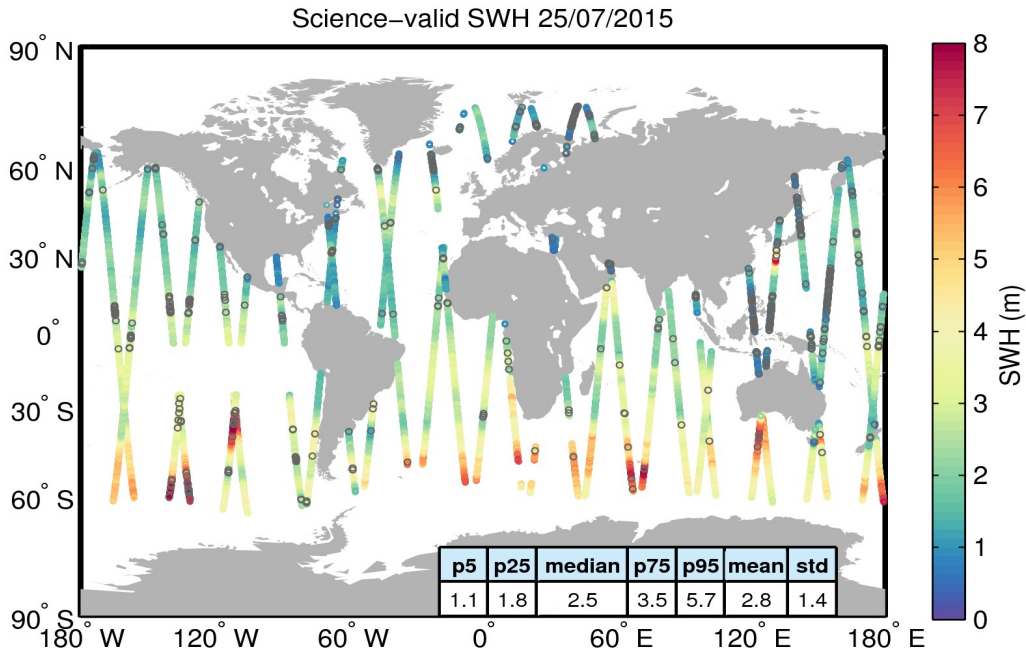 Science−valid SWH 25/07/2015
90° N
60° N
30° N
0°
30° S
60° S
90° S
180° W
120° W
60° W
0°
60° E
120° E
180° E
p5 p25 median p75 p95 mean std
1.1 1.8 2.5 3.5 5.7 2.8 1.4
8
7
6
5
4
3
2
1
0
SWH (m)